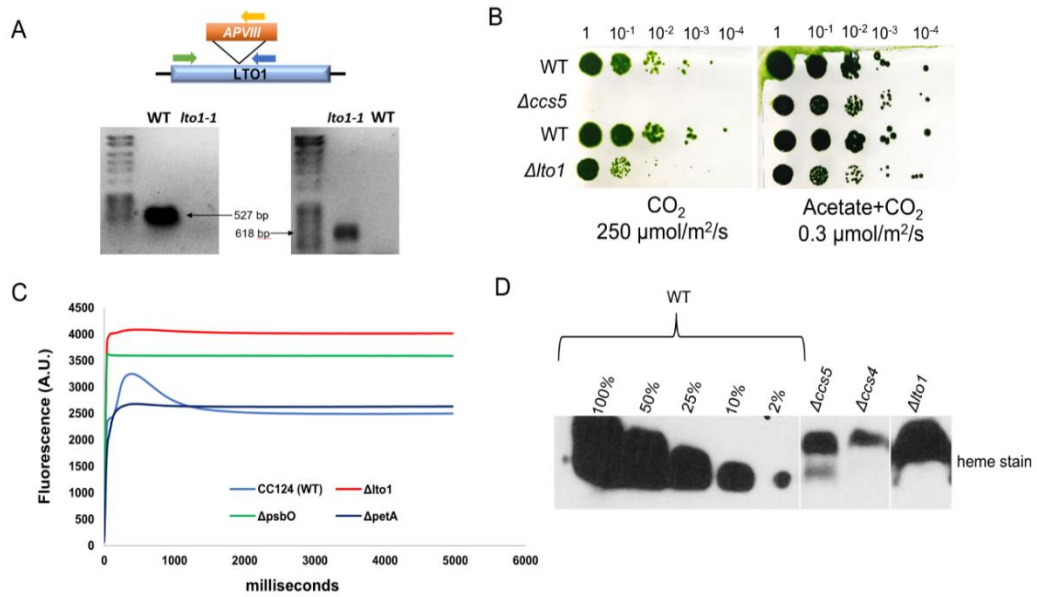 A
APVIII
LTO1
WT lto1-1
lto1-1 WT
527 bp
618 bp
B
1 10-1 10-2 10-3 10-4
1 10-1 10-2 10-3 10-4
WT
Δccs5
WT
Δlto1
CO2
250 µmol/m2/s
Acetate+CO2
0.3 µmol/m2/s
C
Fluorescence (A.U.)
4500
4000
3500
3000
2500
2000
1500
1000
500
0
CC124 (WT)
Δlto1
ΔpsbO
ΔpetA
0 1000 2000 3000 4000 5000 6000
milliseconds
D
WT
100% 50% 25% 10% 2% Δccs5 Δccs4 Δlto1
heme stain